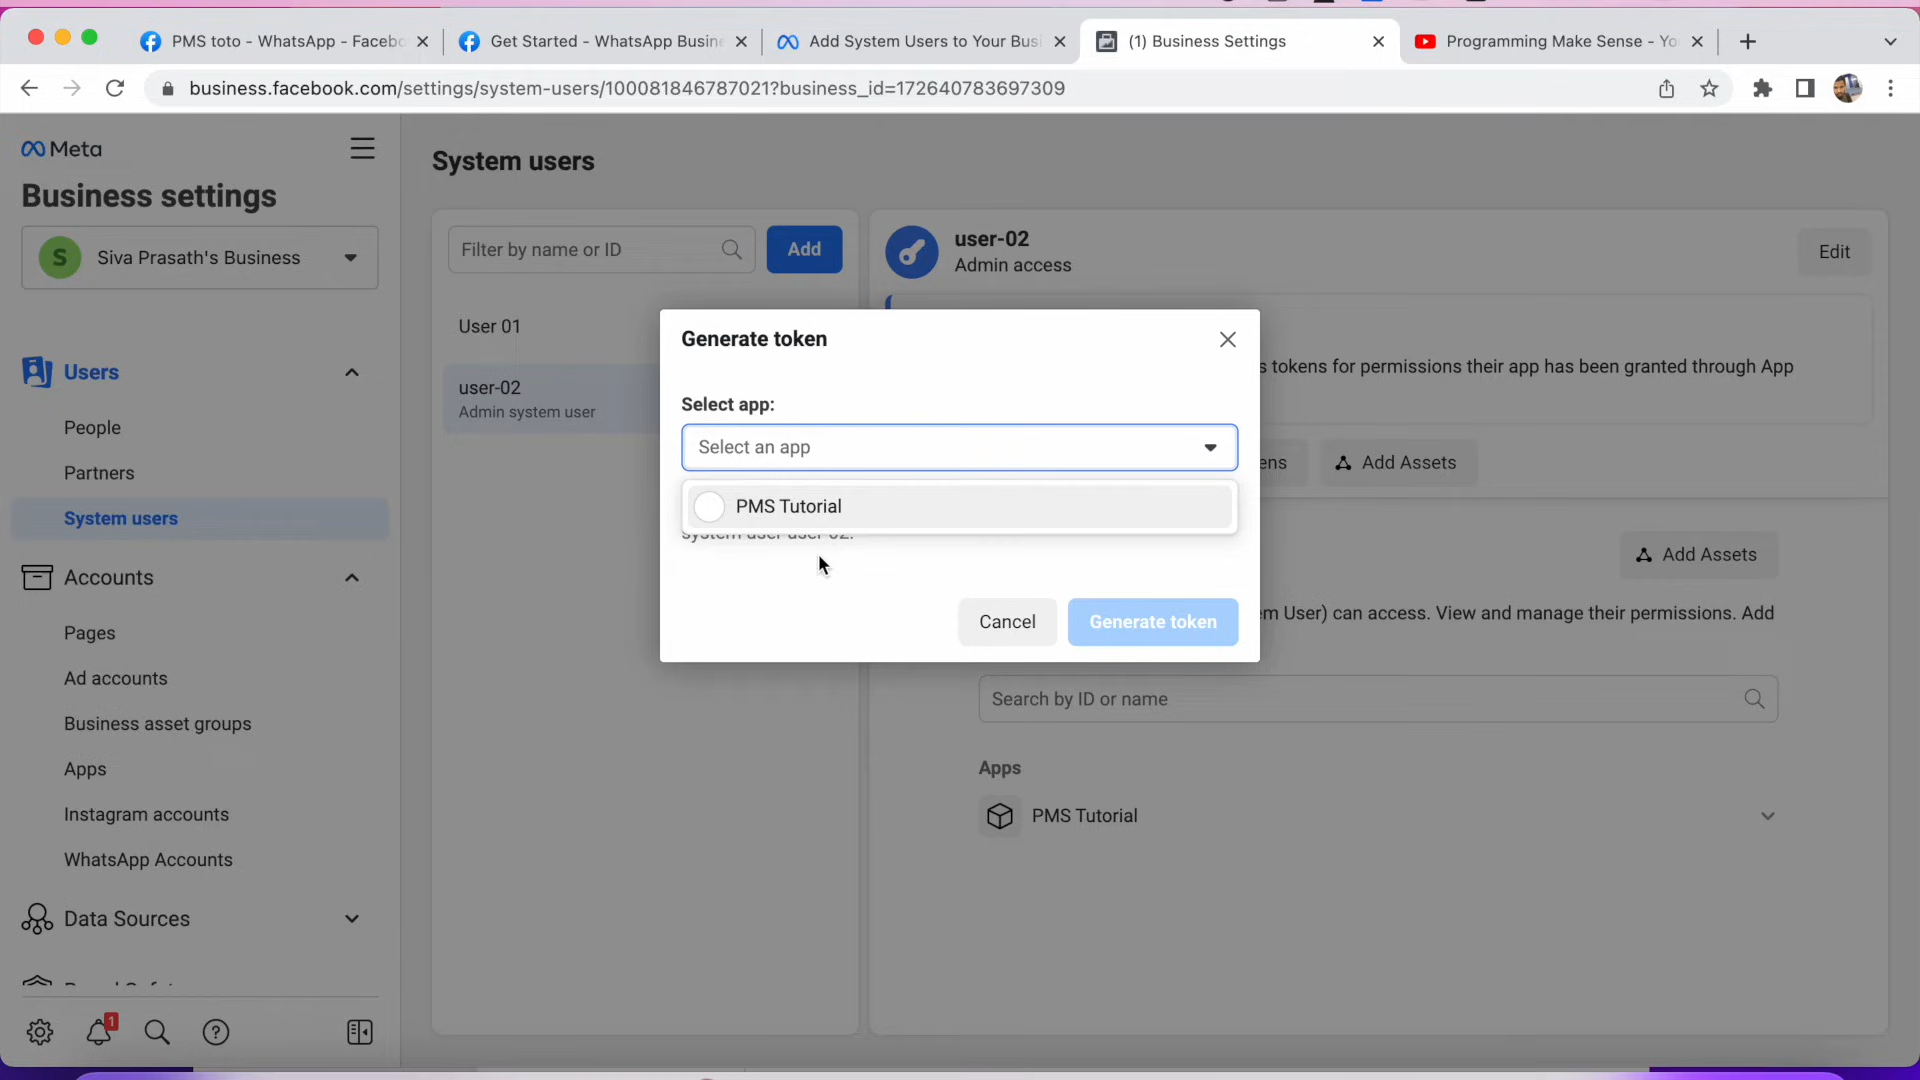 PMS toto - WhatsApp - Facebo
Get Started - WhatsApp Busine
Add System Users to Your Busi
(1) Business Settings
Programming Make Sense - Yo
business.facebook.com/settings/system-users/100081846787021?business_id=172640783697309
Meta
Business settings
S
Siva Prasath's Business
Users
People
Partners
System users
Accounts
Pages
Ad accounts
Business asset groups
Apps
Instagram accounts
WhatsApp Accounts
Data Sources
1
System users
Filter by name or ID
Add
User 01
user-02
Admin system user
user-02
Admin access
Edit
s tokens for permissions their app has been granted through App
ens
Add Assets
Add Assets
m User) can access. View and manage their permissions. Add
Search by ID or name
Apps
PMS Tutorial
Generate token
Select app:
Select an app
PMS Tutorial
system user user-02.
Cancel
Generate token